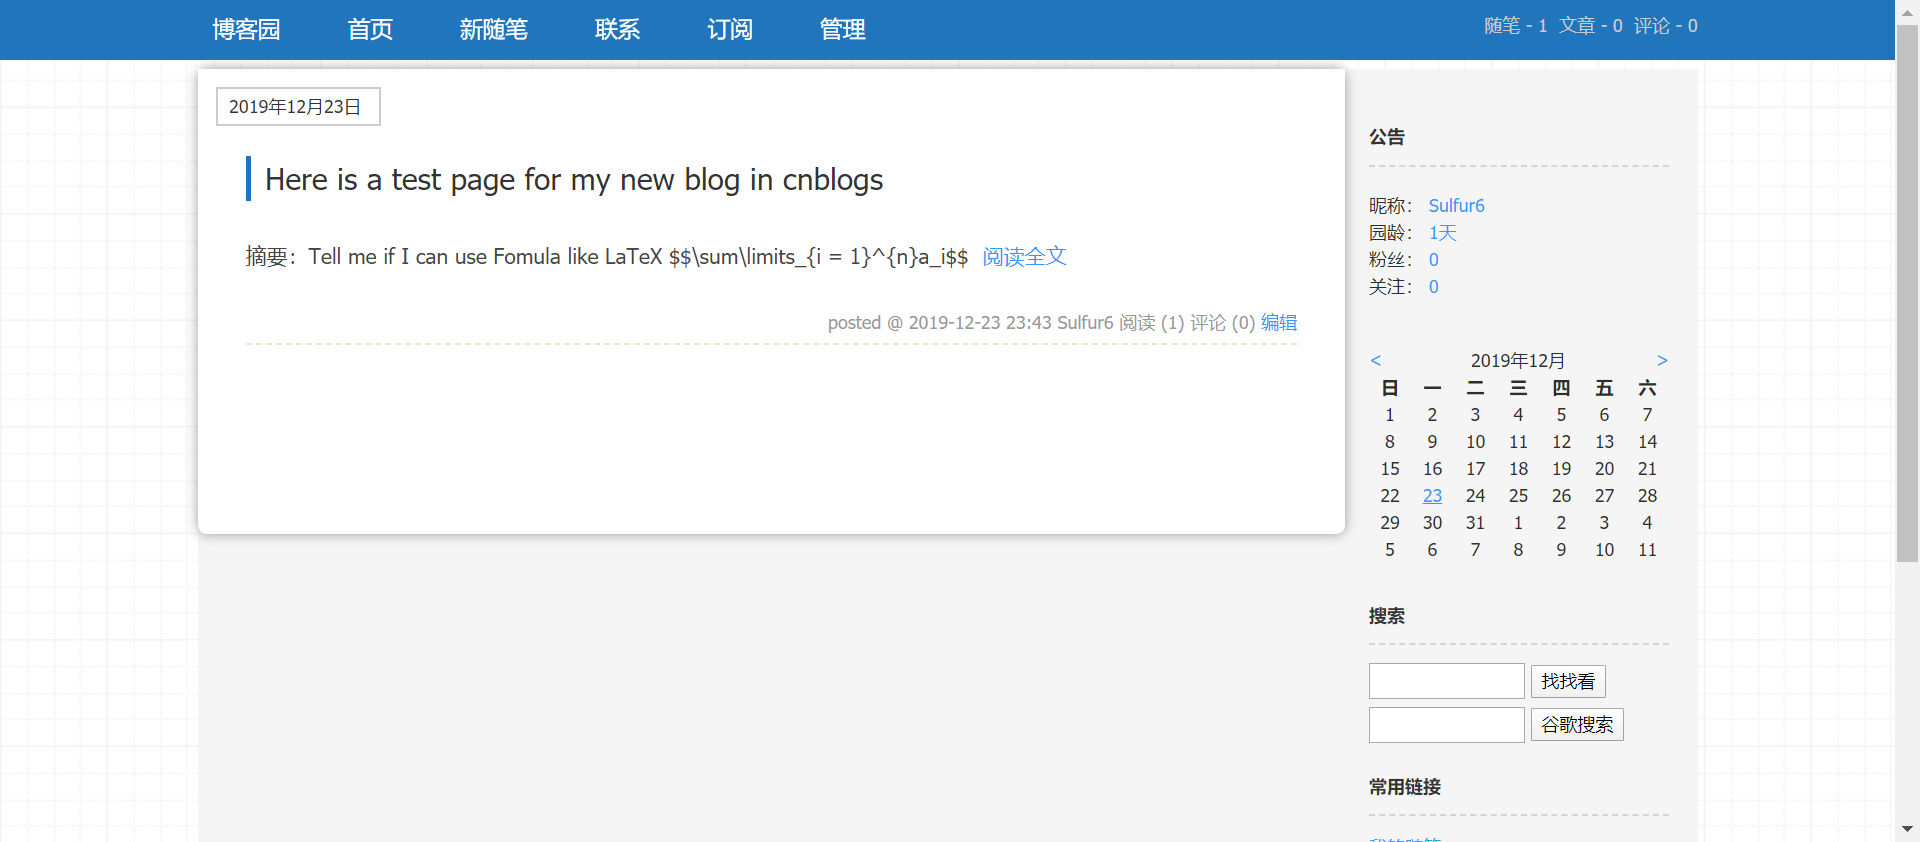 博客园 首页 新随笔 联系 订阅 管理 随笔 - 1 文章 - 0 评论 - 0
2019年12月23日
Here is a test page for my new blog in cnblogs
摘要：Tell me if I can use Fomula like LaTeX $$\sum\limits_{i = 1}^{n}a_i$$ 阅读全文
posted @ 2019-12-23 23:43 Sulfur6 阅读 (1) 评论 (0) 编辑
公告
昵称： Sulfur6
园龄： 1天
粉丝： 0
关注： 0
< 2019年12月 >
日 一 二 三 四 五 六
1 2 3 4 5 6 7
8 9 10 11 12 13 14
15 16 17 18 19 20 21
22 23 24 25 26 27 28
29 30 31 1 2 3 4
5 6 7 8 9 10 11
搜索
找找看
谷歌搜索
常用链接